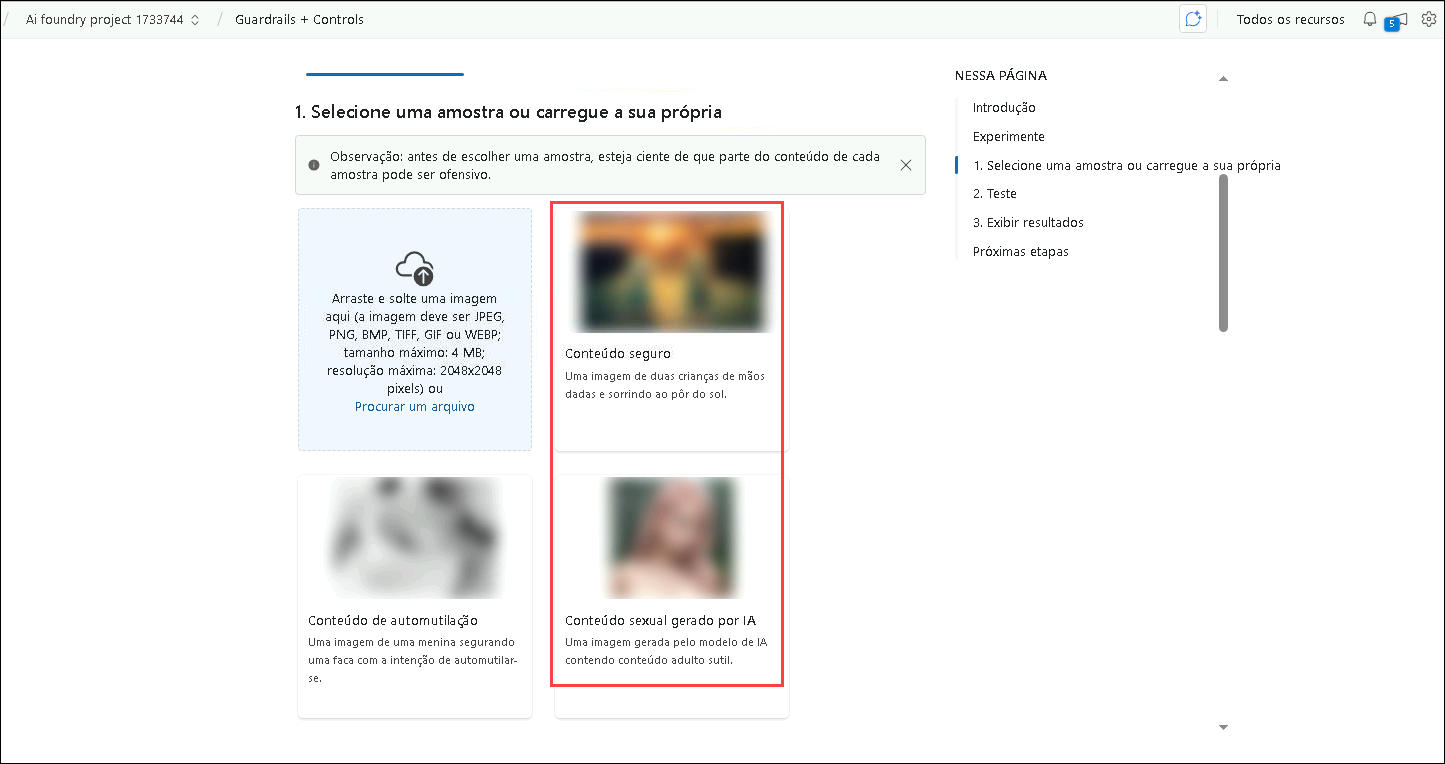 / Ai foundry project 1733744 / Guardrails + Controls
Todos os recursos
5
1. Selecione uma amostra ou carregue a sua própria
Observação: antes de escolher uma amostra, esteja ciente de que parte do conteúdo de cada
amostra pode ser ofensivo.
Arraste e solte uma imagem
aqui (a imagem deve ser JPEG,
PNG, BMP, TIFF, GIF ou WEBP;
tamanho máximo: 4 MB;
resolução máxima: 2048x2048
pixels) ou
Procurar um arquivo
Conteúdo seguro
Uma imagem de duas crianças de mãos
dadas e sorrindo ao pôr do sol.
Conteúdo de automutilação
Uma imagem de uma menina segurando
uma faca com a intenção de automutilar-
se.
Conteúdo sexual gerado por IA
Uma imagem gerada pelo modelo de IA
contendo conteúdo adulto sutil.
NESSA PÁGINA
Introdução
Experimente
1. Selecione uma amostra ou carregue a sua própria
2. Teste
3. Exibir resultados
Próximas etapas